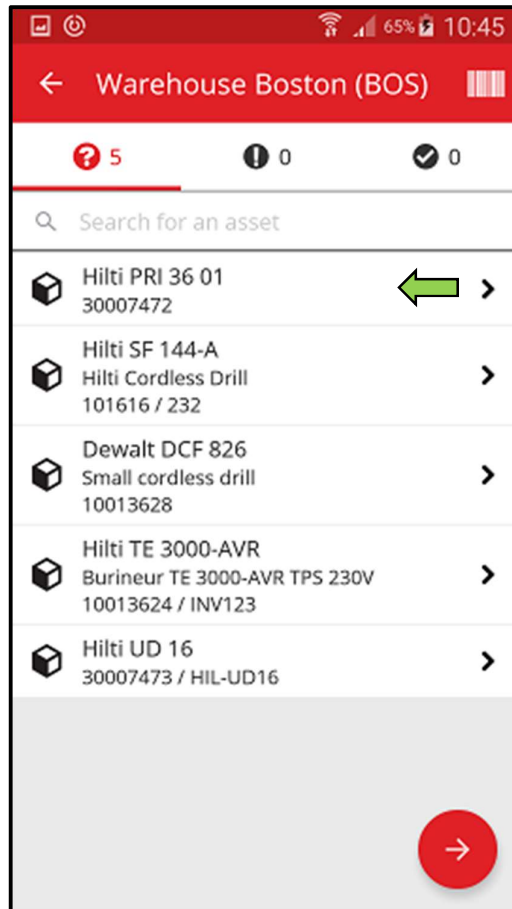 65% 10:45
Warehouse Boston (BOS)
5 0 0
Search for an asset
Hilti PRI 36 01
30007472
Hilti SF 144-A
Hilti Cordless Drill
101616 / 232
Dewalt DCF 826
Small cordless drill
10013628
Hilti TE 3000-AVR
Burineur TE 3000-AVR TPS 230V
10013624 / INV123
Hilti UD 16
30007473 / HIL-UD16